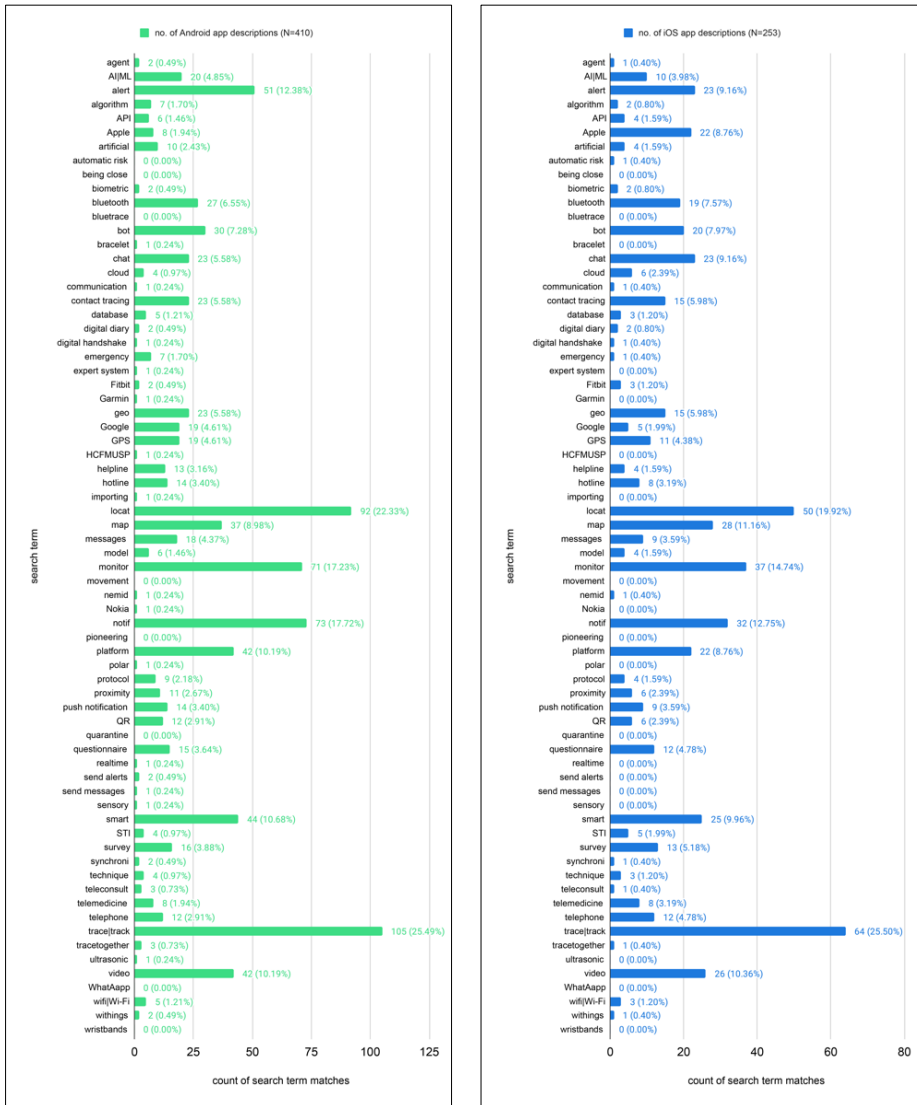 no. of Android app descriptions (N=410)
agent 2 (0.49%)
AI|ML 20 (4.85%)
alert 51 (12.38%)
algorithm 7 (1.70%)
API 6 (1.46%)
Apple 8 (1.94%)
artificial 10 (2.43%)
automatic risk 0 (0.00%)
being close 0 (0.00%)
biometric 2 (0.49%)
bluetooth 27 (6.55%)
bluetrace 0 (0.00%)
bot 30 (7.28%)
bracelet 1 (0.24%)
chat 23 (5.58%)
cloud 4 (0.97%)
communication 1 (0.24%)
contact tracing 23 (5.58%)
database 5 (1.21%)
digital diary 2 (0.49%)
digital handshake 1 (0.24%)
emergency 7 (1.70%)
expert system 1 (0.24%)
Fitbit 2 (0.49%)
Garmin 1 (0.24%)
geo 23 (5.58%)
Google 19 (4.61%)
GPS 19 (4.61%)
HCFMUSP 1 (0.24%)
helpline 13 (3.16%)
hotline 14 (3.40%)
importing 1 (0.24%)
locat 92 (22.33%)
map 37 (8.98%)
messages 18 (4.37%)
model 6 (1.46%)
monitor 71 (17.23%)
movement 0 (0.00%)
nemid 1 (0.24%)
Nokia 1 (0.24%)
notif 73 (17.72%)
pioneering 0 (0.00%)
platform 42 (10.19%)
polar 1 (0.24%)
protocol 9 (2.18%)
proximity 11 (2.67%)
push notification 14 (3.40%)
QR 12 (2.91%)
quarantine 0 (0.00%)
questionnaire 15 (3.64%)
realtime 1 (0.24%)
send alerts 2 (0.49%)
send messages 1 (0.24%)
sensory 1 (0.24%)
smart 44 (10.68%)
STI 4 (0.97%)
survey 16 (3.88%)
synchroni 2 (0.49%)
technique 4 (0.97%)
teleconsult 3 (0.73%)
telemedicine 8 (1.94%)
telephone 12 (2.91%)
trace|track 105 (25.49%)
tracetogether 3 (0.73%)
ultrasonic 1 (0.24%)
video 42 (10.19%)
WhatAapp 0 (0.00%)
wifi|Wi-Fi 5 (1.21%)
withings 2 (0.49%)
wristbands 0 (0.00%)
search term
0 25 50 75 100 125
count of search term matches
no. of iOS app descriptions (N=253)
agent 1 (0.40%)
AI|ML 10 (3.98%)
alert 23 (9.16%)
algorithm 2 (0.80%)
API 4 (1.59%)
Apple 22 (8.76%)
artificial 4 (1.59%)
automatic risk 1 (0.40%)
being close 0 (0.00%)
biometric 2 (0.80%)
bluetooth 19 (7.57%)
bluetrace 0 (0.00%)
bot 20 (7.97%)
bracelet 0 (0.00%)
chat 23 (9.16%)
cloud 6 (2.39%)
communication 1 (0.40%)
contact tracing 15 (5.98%)
database 3 (1.20%)
digital diary 2 (0.80%)
digital handshake 1 (0.40%)
emergency 1 (0.40%)
expert system 0 (0.00%)
Fitbit 3 (1.20%)
Garmin 0 (0.00%)
geo 15 (5.98%)
Google 5 (1.99%)
GPS 11 (4.38%)
HCFMUSP 0 (0.00%)
helpline 4 (1.59%)
hotline 8 (3.19%)
importing 0 (0.00%)
locat 50 (19.92%)
map 28 (11.16%)
messages 9 (3.59%)
model 4 (1.59%)
monitor 37 (14.74%)
movement 0 (0.00%)
nemid 1 (0.40%)
Nokia 0 (0.00%)
notif 32 (12.75%)
pioneering 0 (0.00%)
platform 22 (8.76%)
polar 0 (0.00%)
protocol 4 (1.59%)
proximity 6 (2.39%)
push notification 9 (3.59%)
QR 6 (2.39%)
quarantine 0 (0.00%)
questionnaire 12 (4.78%)
realtime 0 (0.00%)
send alerts 0 (0.00%)
send messages 0 (0.00%)
sensory 0 (0.00%)
smart 25 (9.96%)
STI 5 (1.99%)
survey 13 (5.18%)
synchroni 1 (0.40%)
technique 3 (1.20%)
teleconsult 1 (0.40%)
telemedicine 8 (3.19%)
telephone 12 (4.78%)
trace|track 64 (25.50%)
tracetogether 1 (0.40%)
ultrasonic 0 (0.00%)
video 26 (10.36%)
WhatAapp 0 (0.00%)
wifi|Wi-Fi 3 (1.20%)
withings 1 (0.40%)
wristbands 0 (0.00%)
search term
0 20 40 60 80
count of search term matches